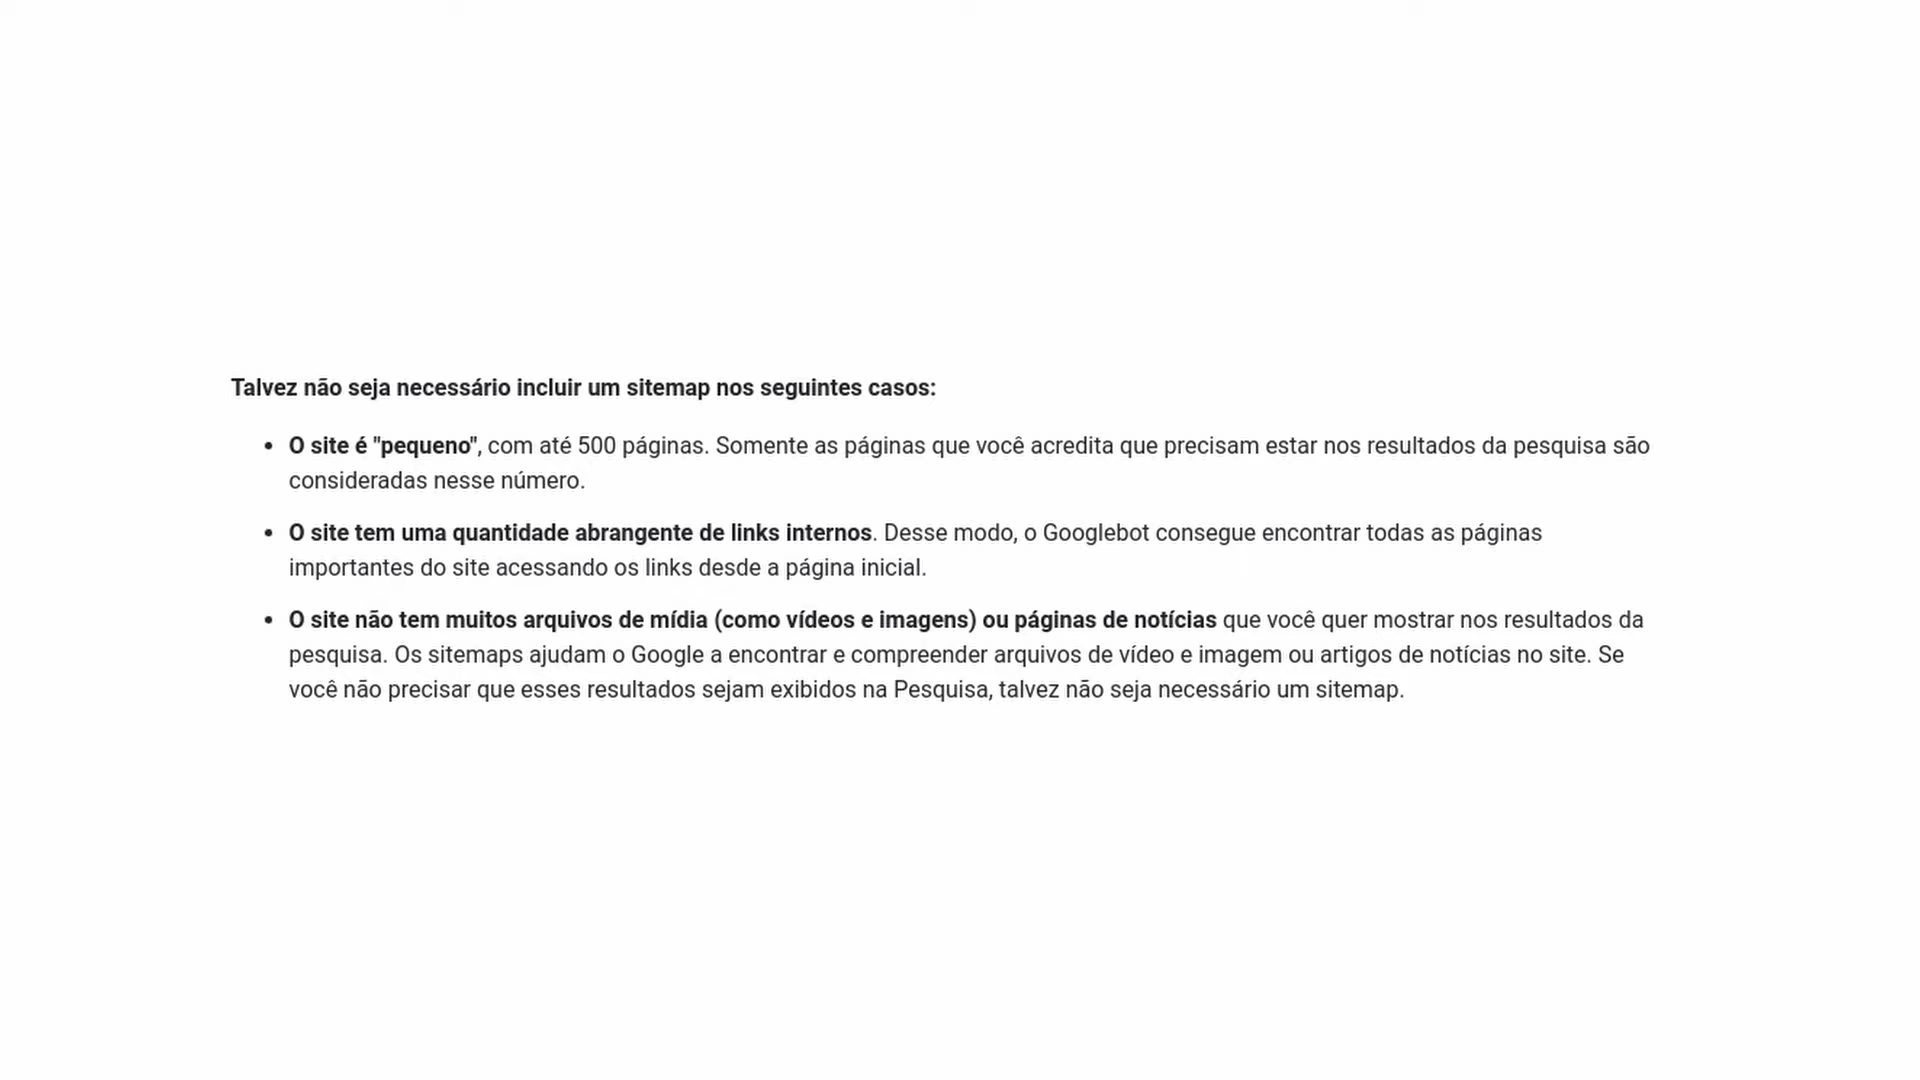 Talvez não seja necessário incluir um sitemap nos seguintes casos:
• O site é "pequeno", com até 500 páginas. Somente as páginas que você acredita que precisam estar nos resultados da pesquisa são
consideradas nesse número.
• O site tem uma quantidade abrangente de links internos. Desse modo, o Googlebot consegue encontrar todas as páginas
importantes do site acessando os links desde a página inicial.
• O site não tem muitos arquivos de mídia (como vídeos e imagens) ou páginas de notícias que você quer mostrar nos resultados da
pesquisa. Os sitemaps ajudam o Google a encontrar e compreender arquivos de vídeo e imagem ou artigos de notícias no site. Se
você não precisar que esses resultados sejam exibidos na Pesquisa, talvez não seja necessário um sitemap.